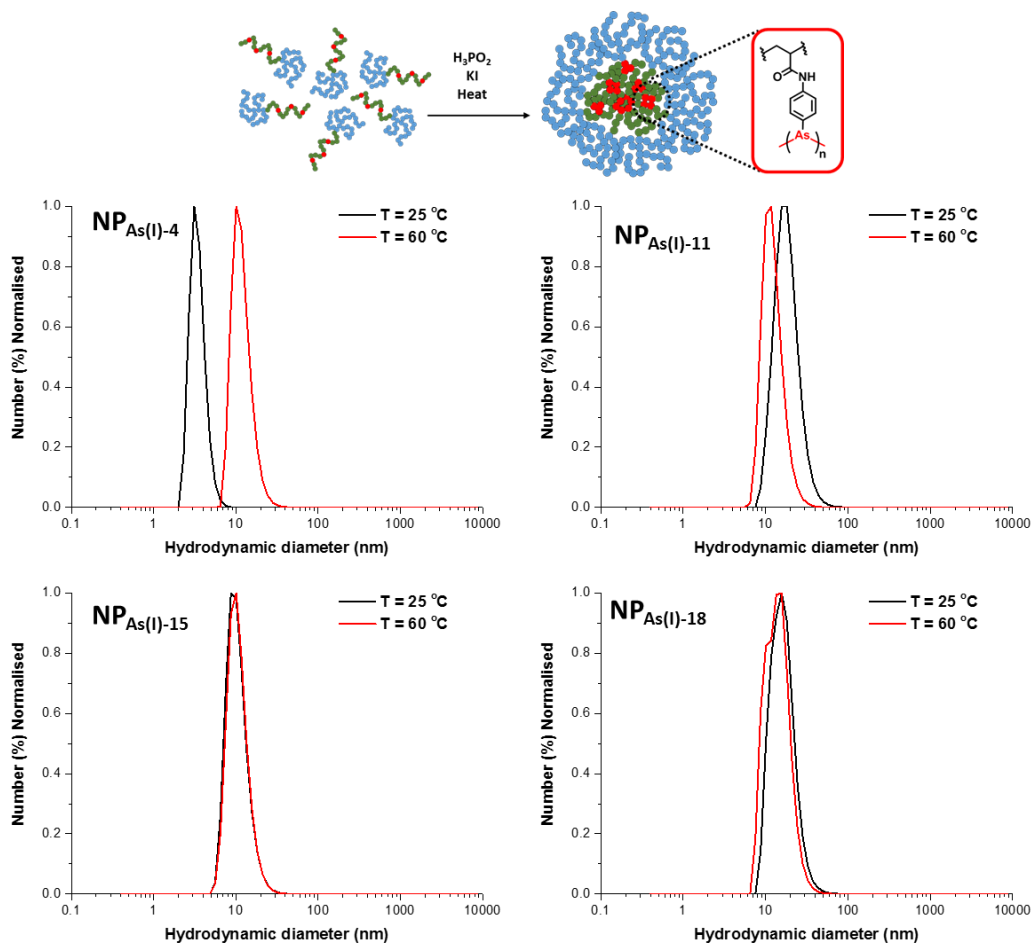 H₃PO₂
KI
Heat
O
NH
As
n
NP_As(I)-4
T = 25 °C
T = 60 °C
Number (%) Normalised
1.0
0.8
0.6
0.4
0.2
0.0
0.1 1 10 100 1000 10000
Hydrodynamic diameter (nm)
NP_As(I)-11
T = 25 °C
T = 60 °C
Number (%) Normalised
1.0
0.8
0.6
0.4
0.2
0.0
0.1 1 10 100 1000 10000
Hydrodynamic diameter (nm)
NP_As(I)-15
T = 25 °C
T = 60 °C
Number (%) Normalised
1.0
0.8
0.6
0.4
0.2
0.0
0.1 1 10 100 1000 10000
Hydrodynamic diameter (nm)
NP_As(I)-18
T = 25 °C
T = 60 °C
Number (%) Normalised
1.0
0.8
0.6
0.4
0.2
0.0
0.1 1 10 100 1000 10000
Hydrodynamic diameter (nm)